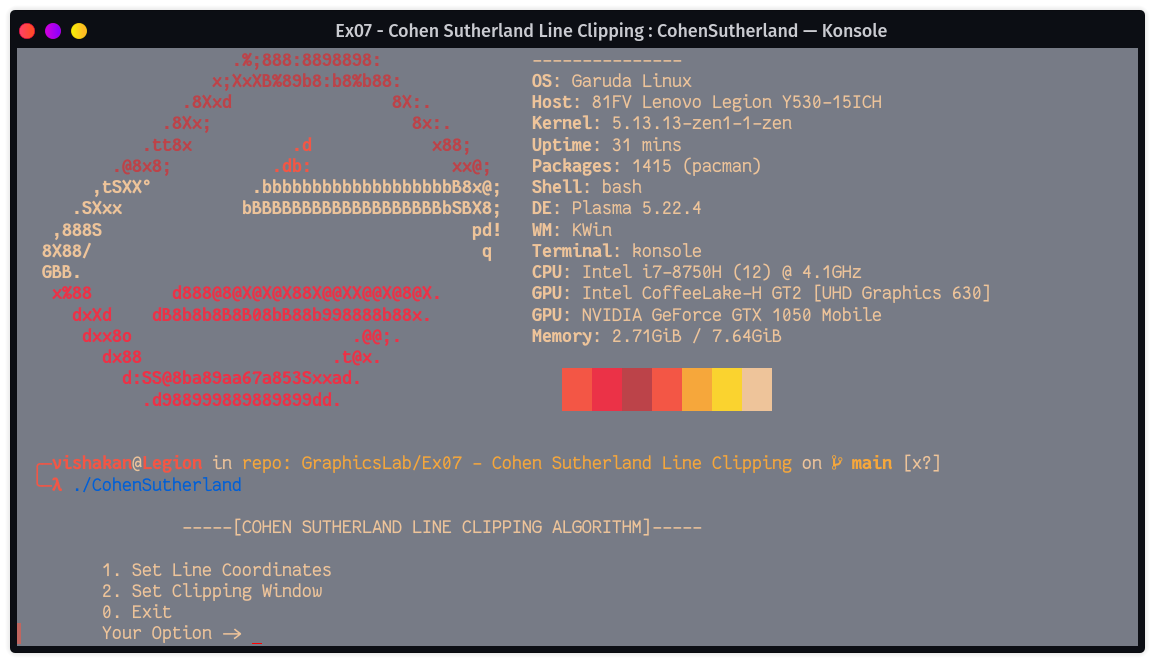 Ex07 - Cohen Sutherland Line Clipping : CohenSutherland — Konsole
.%;888:8898898:
x;XxXB%89b8:b8%b88:
.8Xxd                8X:.
.8Xx;                    8x:.
.tt8x          .d            x88;
.@8x8;          .db:              xx@;
,tSXX°          .bbbbbbbbbbbbbbbbbbbB8x@;
.SXxx            bBBBBBBBBBBBBBBBBBBBbSBX8;
,888S                                     pd!
8X88/                                       q
GBB.
x%88        d888@8@X@X@X88X@@XX@@X@8@X.
dxXd    dB8b8b8B8B08bB88b998888b88x.
dxx8o                      .@@;.
dx88                   .t@x.
d:SS@8ba89aa67a853Sxxad.
.d988999889889899dd.
---------------
OS: Garuda Linux
Host: 81FV Lenovo Legion Y530-15ICH
Kernel: 5.13.13-zen1-1-zen
Uptime: 31 mins
Packages: 1415 (pacman)
Shell: bash
DE: Plasma 5.22.4
WM: KWin
Terminal: konsole
CPU: Intel i7-8750H (12) @ 4.1GHz
GPU: Intel CoffeeLake-H GT2 [UHD Graphics 630]
GPU: NVIDIA GeForce GTX 1050 Mobile
Memory: 2.71GiB / 7.64GiB
vishakan@Legion in repo: GraphicsLab/Ex07 - Cohen Sutherland Line Clipping on main [x?]
λ ./CohenSutherland
-----[COHEN SUTHERLAND LINE CLIPPING ALGORITHM]-----
1. Set Line Coordinates
2. Set Clipping Window
0. Exit
Your Option -> _